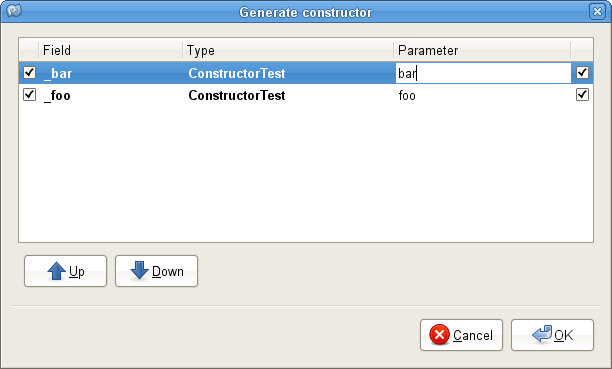 Generate constructor
Field Type Parameter
_bar ConstructorTest bar
_foo ConstructorTest foo
Up Down
Cancel OK